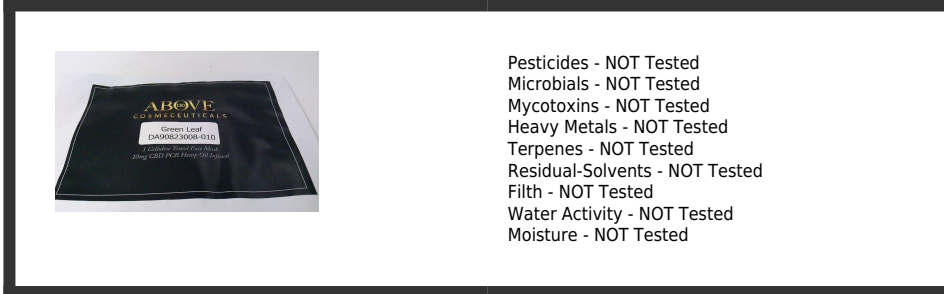 ABOVE
COSMECEUTICALS
Green Leaf
DA90823008-010
1 Cellulose Towel Face Mask
10mg CBD PCR Hemp Oil Infused
Pesticides - NOT Tested
Microbials - NOT Tested
Mycotoxins - NOT Tested
Heavy Metals - NOT Tested
Terpenes - NOT Tested
Residual-Solvents - NOT Tested
Filth - NOT Tested
Water Activity - NOT Tested
Moisture - NOT Tested